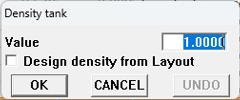 Density tank
Value 1.0000
Design density from Layout
OK CANCEL UNDO